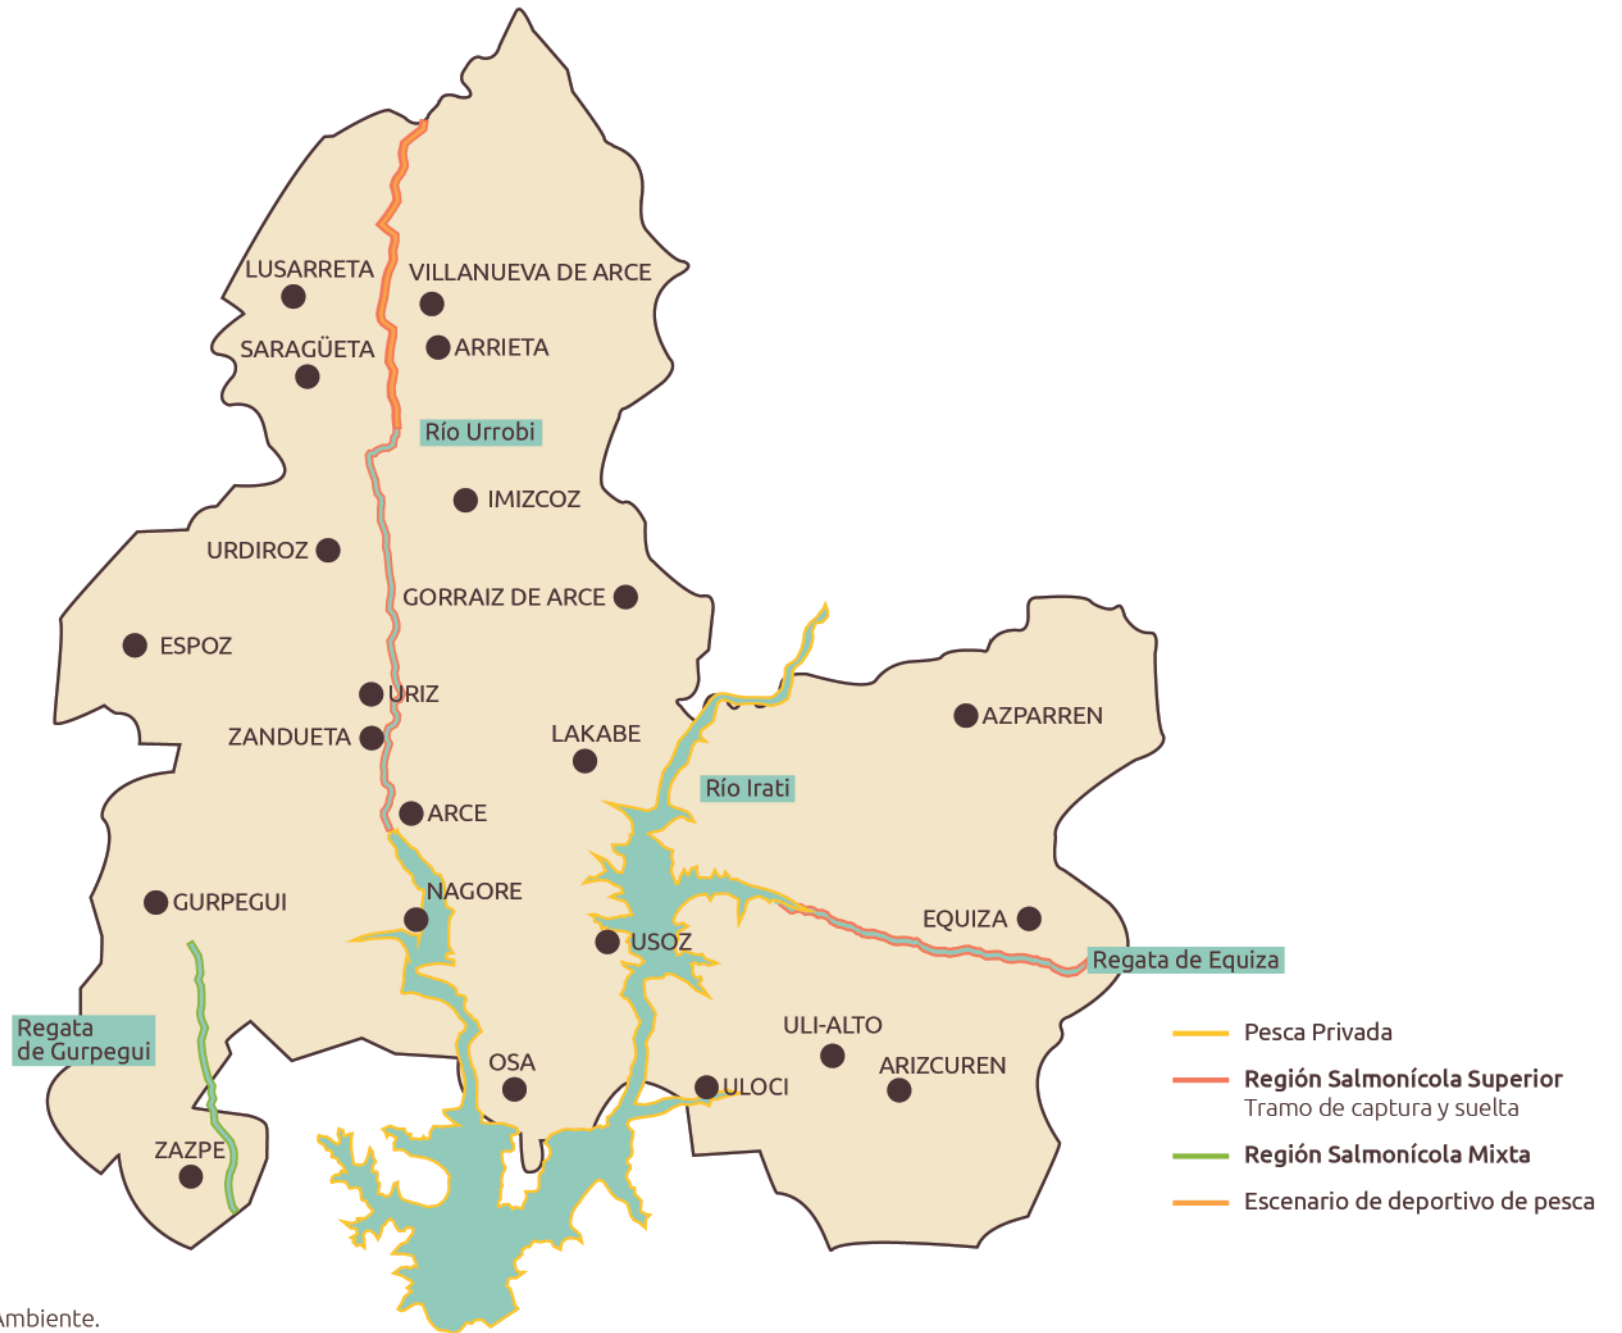 LUSARRETA
VILLANUEVA DE ARCE
SARAGÜETA
ARRIETA
Río Urrobi
IMIZCOZ
URDIROZ
GORRAIZ DE ARCE
ESPOZ
URIZ
AZPARREN
ZANDUETA
LAKABE
Río Irati
ARCE
NAGORE
GURPEGUI
EQUIZA
USOZ
Regata de Equiza
Regata
de Gurpegui
ULI-ALTO
OSA
ARIZCUREN
ULOCI
ZAZPE
Pesca Privada
Región Salmonícola Superior
Tramo de captura y suelta
Región Salmonícola Mixta
Escenario de deportivo de pesca
Ambiente.